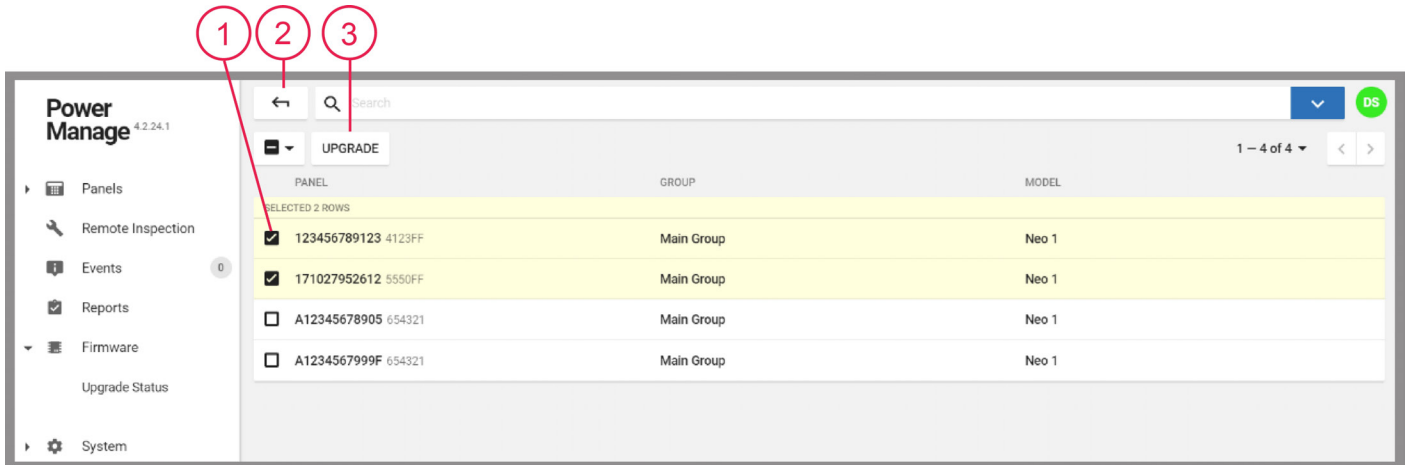 1 2 3
Power
Manage 4.2.24.1
Search
DS
UPGRADE
1 – 4 of 4
Panels
Remote Inspection
Events 0
Reports
Firmware
Upgrade Status
System
PANEL GROUP MODEL
SELECTED 2 ROWS
123456789123 4123FF Main Group Neo 1
171027952612 5550FF Main Group Neo 1
A12345678905 654321 Main Group Neo 1
A1234567999F 654321 Main Group Neo 1